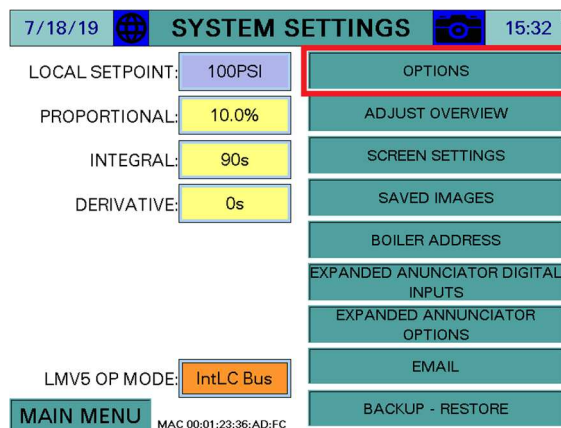 7/18/19 SYSTEM SETTINGS 15:32
LOCAL SETPOINT: 100PSI OPTIONS
PROPORTIONAL: 10.0% ADJUST OVERVIEW
INTEGRAL: 90s SCREEN SETTINGS
DERIVATIVE: 0s SAVED IMAGES
BOILER ADDRESS
EXPANDED ANUNCIATOR DIGITAL
INPUTS
EXPANDED ANNUNCIATOR
OPTIONS
LMV5 OP MODE: IntLC Bus EMAIL
MAIN MENU MAC 00:01:23:36:AD:FC BACKUP - RESTORE